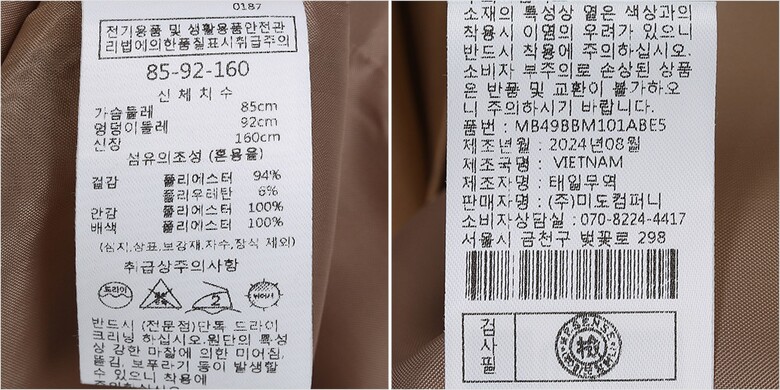 0187
전기용품 및 생활용품안전관
리법에의한품질표시취급주의
85-92-160
신체치수
가슴둘레 85cm
엉덩이둘레 92cm
신장 160cm
섬유의조성 (혼용율)
겉감 폴리에스터 94%
폴리우레탄 6%
안감 폴리에스터 100%
배색 폴리에스터 100%
(심지,상표,보강재,자수,장식 제외)
취급상주의사항
드라이
2
반드시 (전문점)단독 드라이
크리닝 하십시오.원단의 특성
상 강한 마찰에 의한 미어짐,
뜯김, 보푸라기 등이 발생할
수 있으니 착용에
소재의 특성상 옅은 색상과의
착용시 이염의 우려가 있으니
반드시 착용에 주의하십시오.
소비자 부주의로 손상된 상품
은 반품 및 교환이 불가하오
니 주의하시기 바랍니다.
품번 : MB49BBM101ABE5
제조년월 : 2024년08월
제조국명 : VIETNAM
제조자명 : 태일무역
판매자명 : (주)미도컴퍼니
소비자상담실 : 070-8224-4417
서울시 금천구 벚꽃로 298
검사필
檢